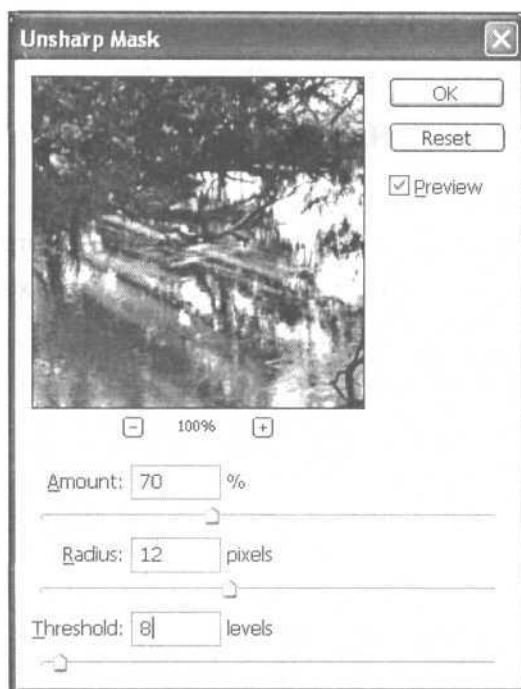 Unsharp Mask
OK
Reset
Preview
100%
Amount: 70 %
Radius: 12 pixels
Threshold: 8 levels